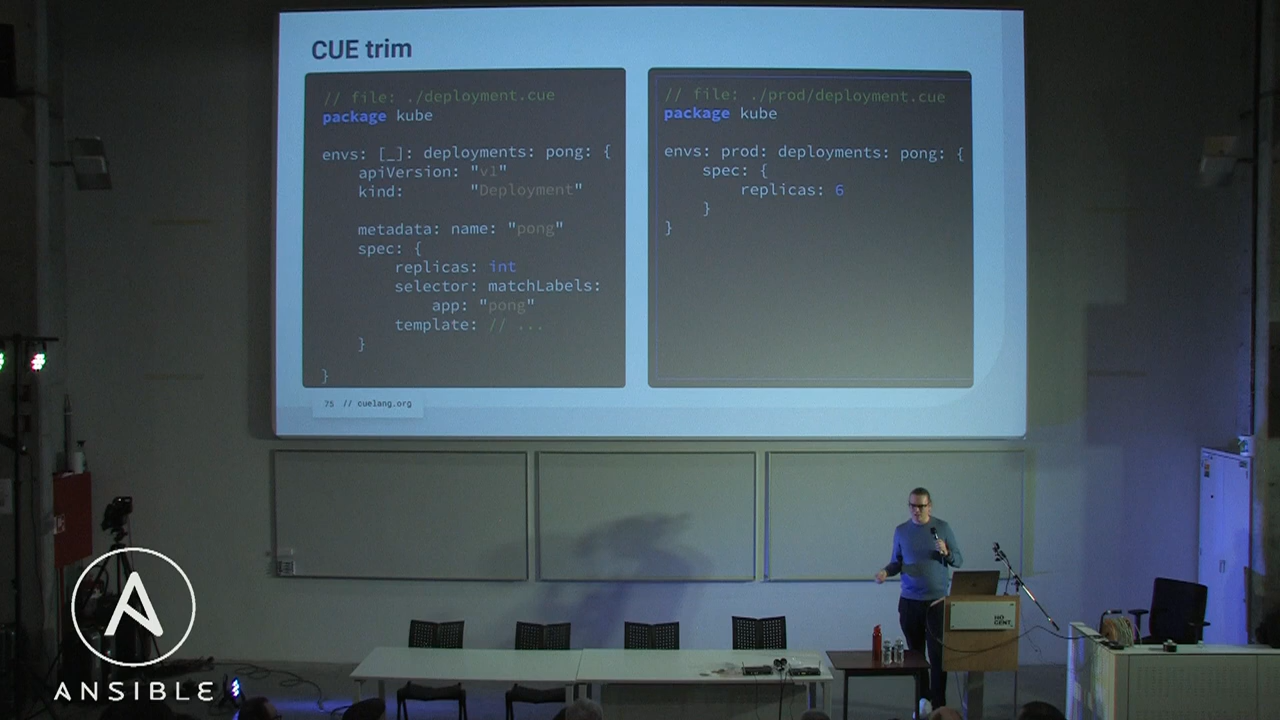 CUE trim
// file: ./deployment.cue
package kube
envs: [_]: deployments: pong: {
apiVersion: "v1"
kind: "Deployment"
metadata: name: "pong"
spec: {
replicas: int
selector: matchLabels:
app: "pong"
template: // ...
}
}
// file: ./prod/deployment.cue
package kube
envs: prod: deployments: pong: {
spec: {
replicas: 6
}
}
75 // cuelang.org
HO
GENT
ANSIBLE